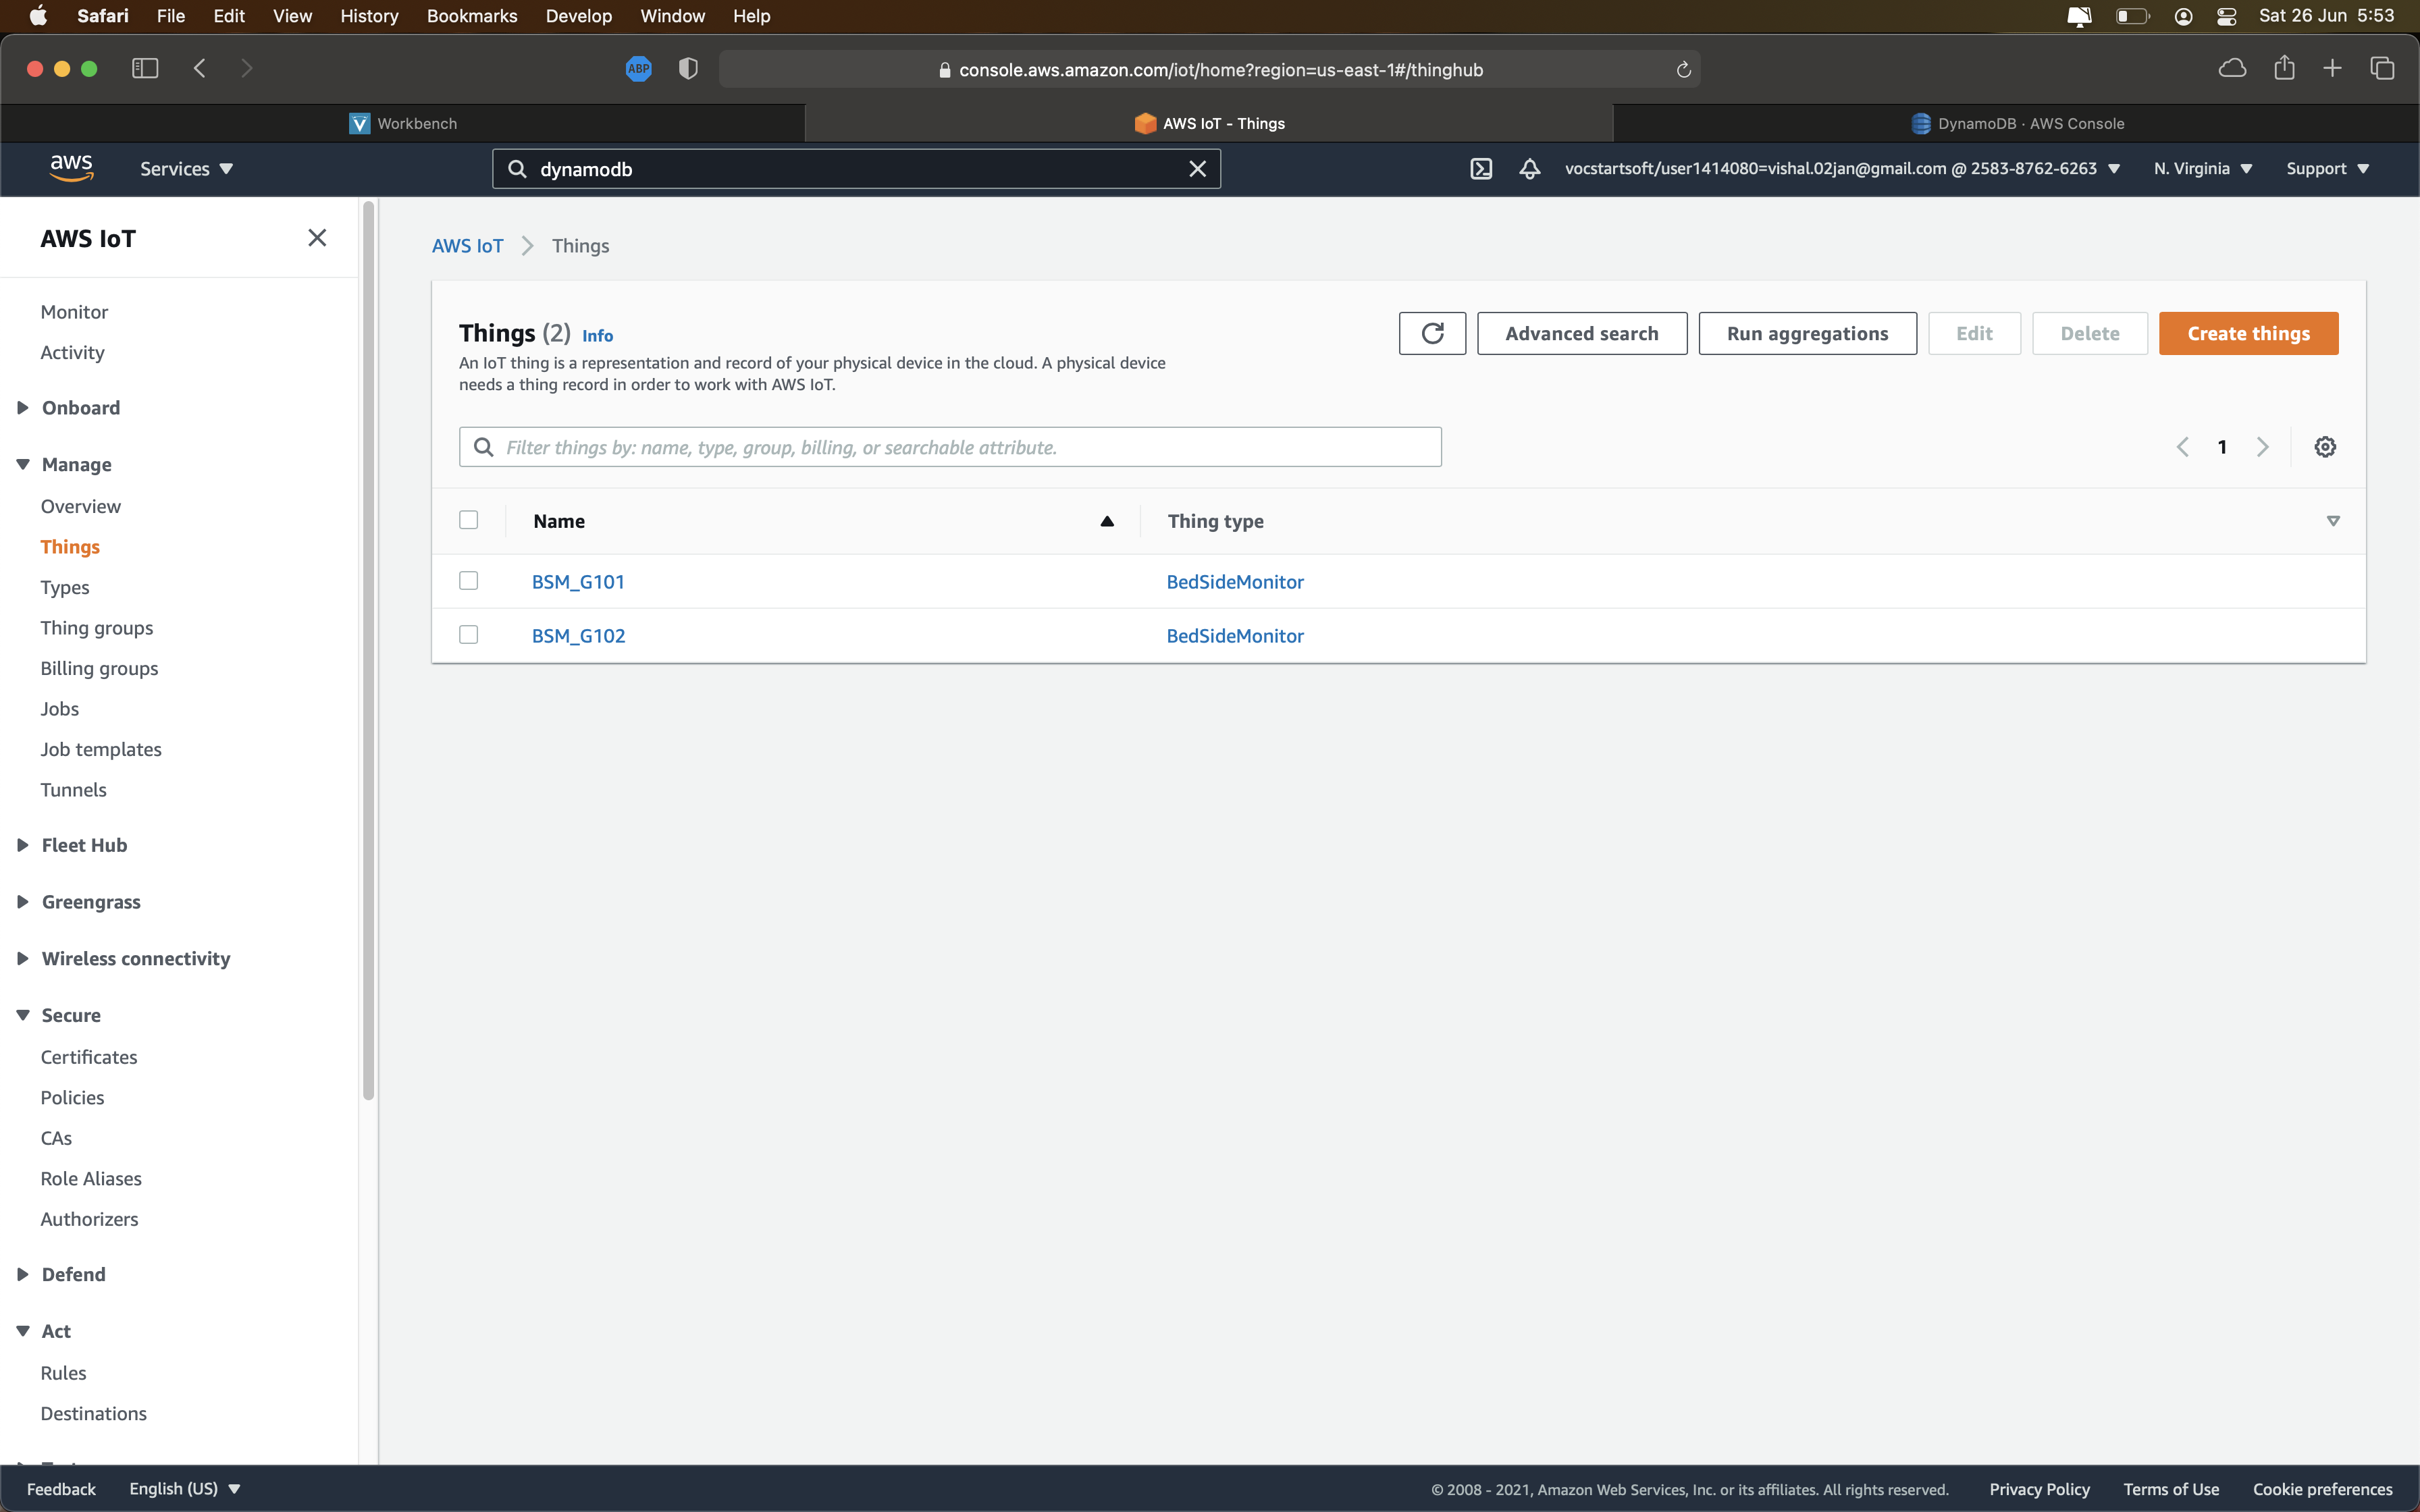 Safari File Edit View History Bookmarks Develop Window Help Sat 26 Jun 5:53
ABP console.aws.amazon.com/iot/home?region=us-east-1#/thinghub
Workbench AWS IoT - Things DynamoDB · AWS Console
aws Services dynamodb vocstartsoft/user1414080=vishal.02jan@gmail.com @ 2583-8762-6263 N. Virginia Support
AWS IoT
Monitor
Activity
Onboard
Manage
Overview
Things
Types
Thing groups
Billing groups
Jobs
Job templates
Tunnels
Fleet Hub
Greengrass
Wireless connectivity
Secure
Certificates
Policies
CAs
Role Aliases
Authorizers
Defend
Act
Rules
Destinations
AWS IoT Things
Things (2) Info
An IoT thing is a representation and record of your physical device in the cloud. A physical device
needs a thing record in order to work with AWS IoT.
Advanced search Run aggregations Edit Delete Create things
Filter things by: name, type, group, billing, or searchable attribute. 1
Name Thing type
BSM_G101 BedSideMonitor
BSM_G102 BedSideMonitor
Feedback English (US) © 2008 - 2021, Amazon Web Services, Inc. or its affiliates. All rights reserved. Privacy Policy Terms of Use Cookie preferences